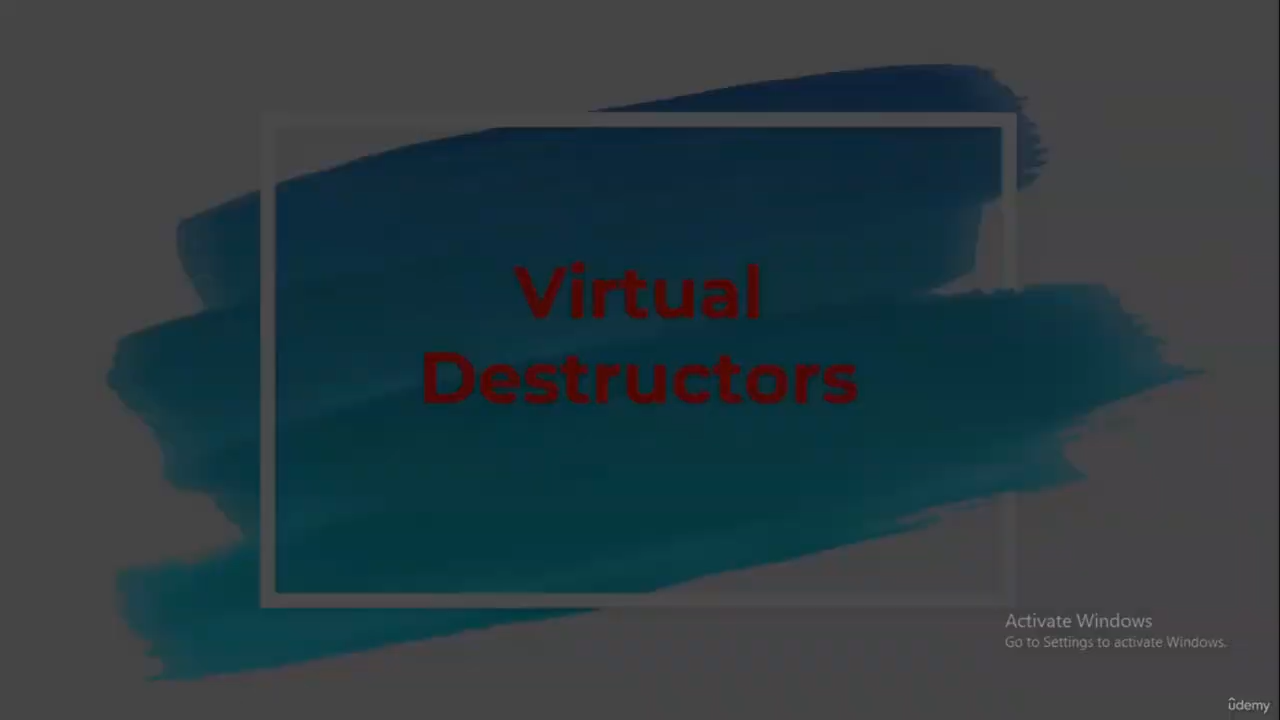 Virtual
Destructors
Activate Windows
Go to Settings to activate Windows.
ûdemy